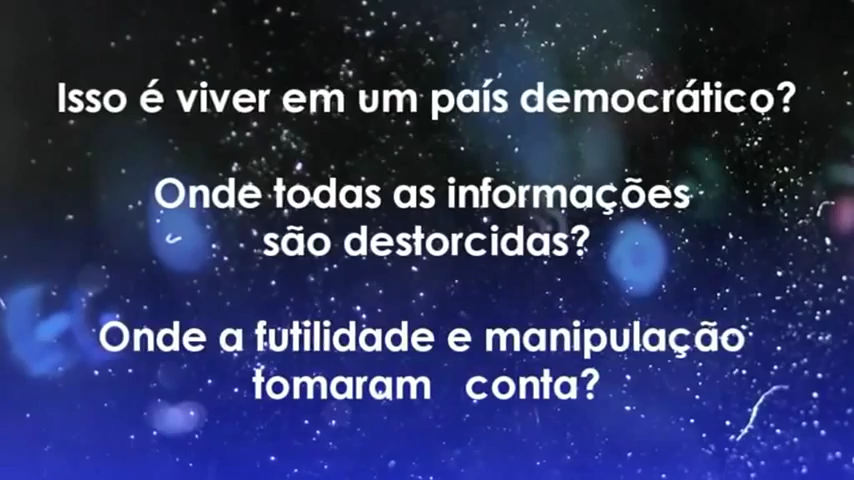 Isso é viver em um país democrático?
Onde todas as informações
são destorcidas?
Onde a futilidade e manipulação
tomaram conta?